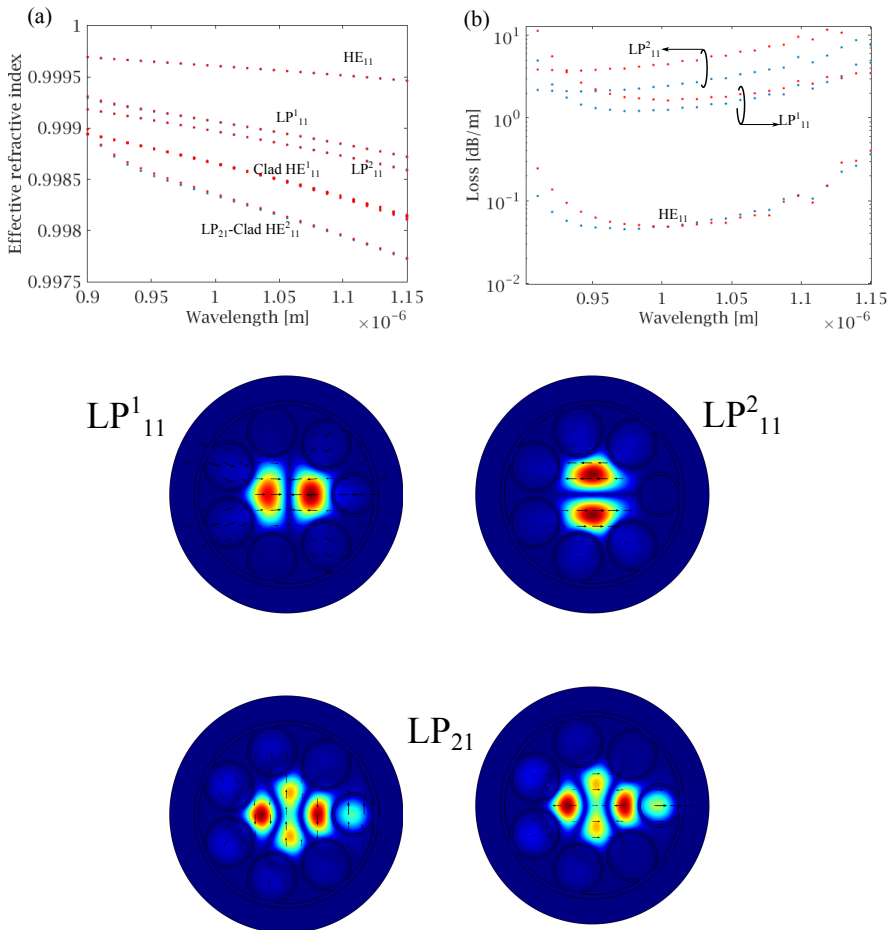 (a)
Effective refractive index
0.9995
0.999
0.9985
0.998
0.9975
HE₁₁
LP¹₁₁
LP²₁₁
Clad HE¹₁₁
LP₂₁-Clad HE²₁₁
0.9 0.95 1 1.05 1.1 1.15
Wavelength [m] ×10⁻⁶
(b)
Loss [dB/m]
10¹
10⁰
10⁻¹
10⁻²
LP²₁₁
LP¹₁₁
HE₁₁
0.95 1 1.05 1.1 1.15
Wavelength [m] ×10⁻⁶
LP¹₁₁
LP²₁₁
LP₂₁